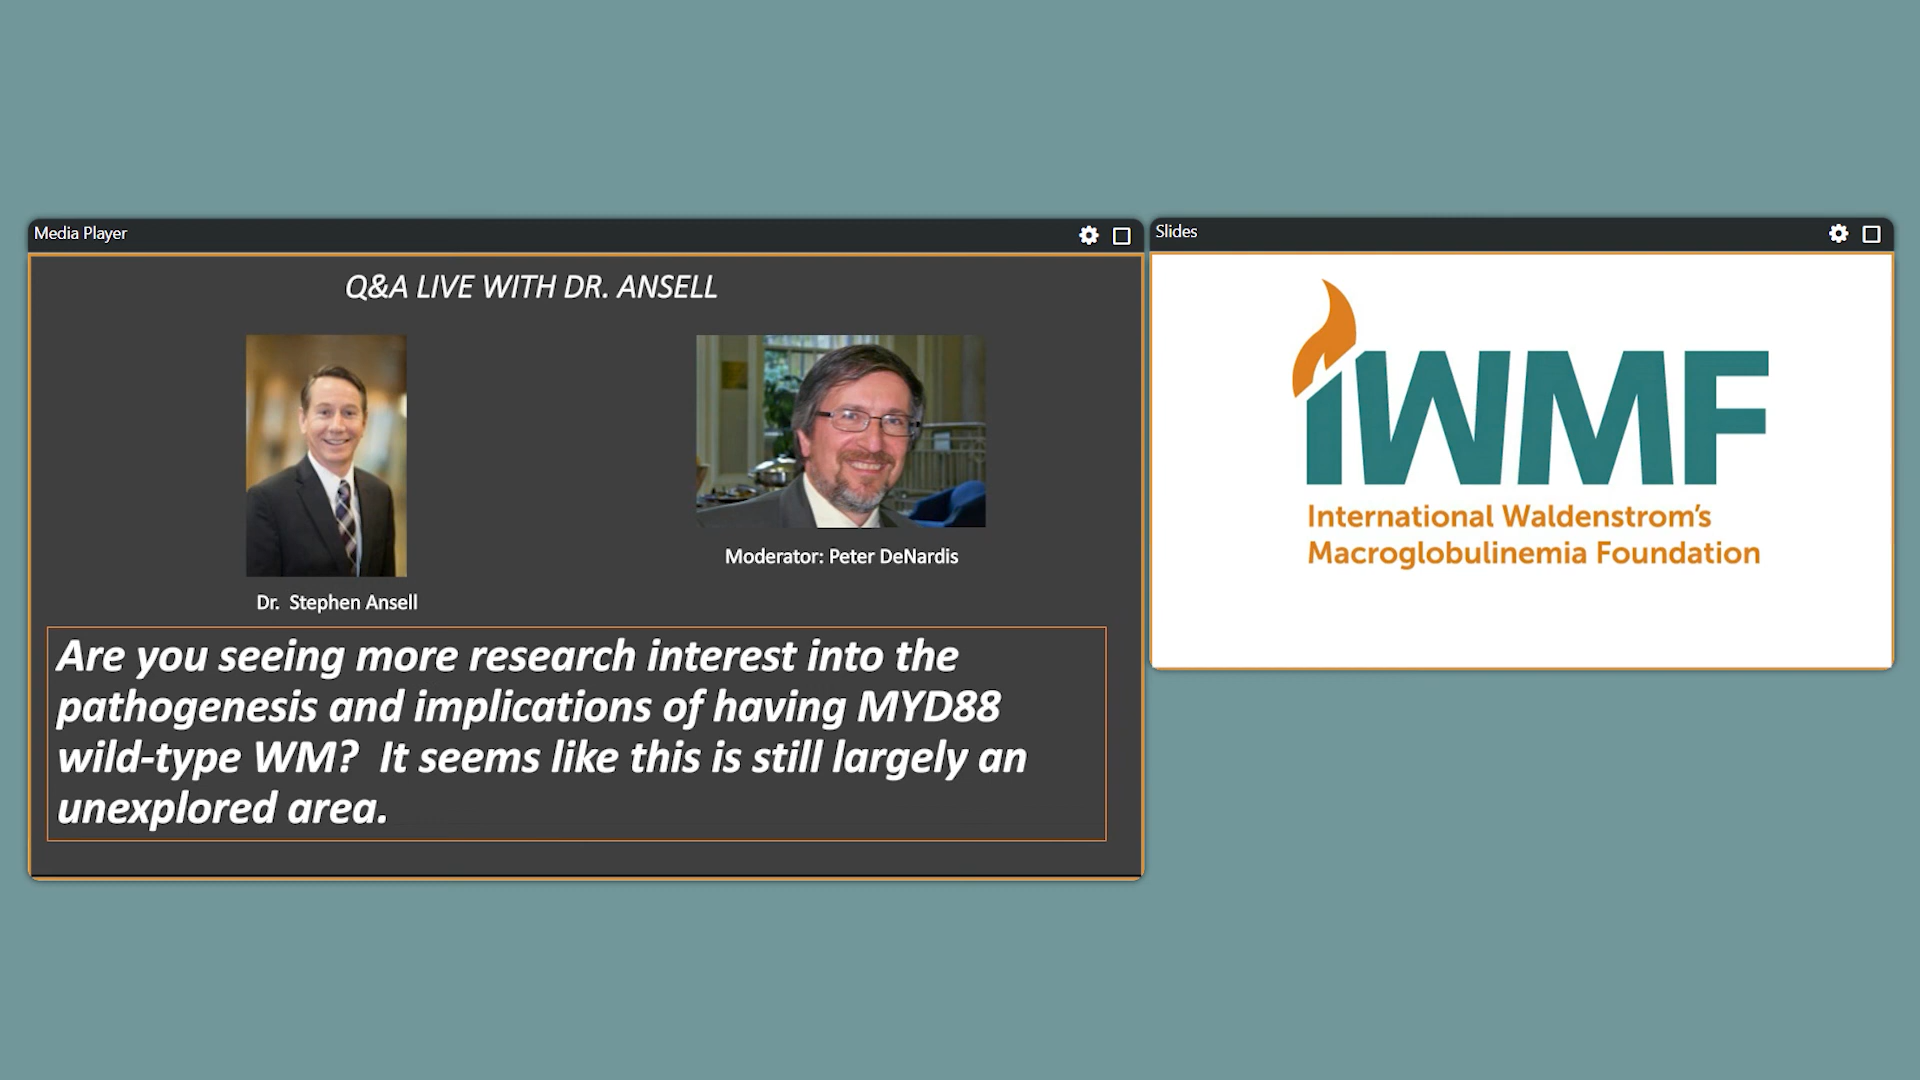 Media Player
Q&A LIVE WITH DR. ANSELL
Dr. Stephen Ansell
Moderator: Peter DeNardis
Are you seeing more research interest into the
pathogenesis and implications of having MYD88
wild-type WM? It seems like this is still largely an
unexplored area.
Slides
IWMF
International Waldenstrom's
Macroglobulinemia Foundation